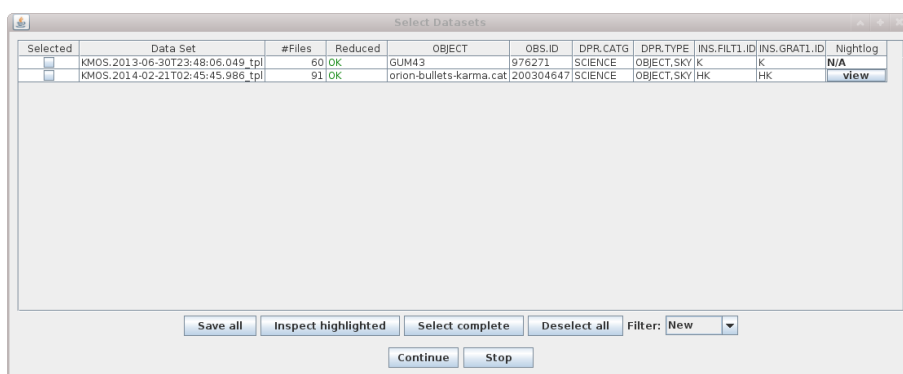 Select Datasets
Selected Data Set #Files Reduced OBJECT OBS.ID DPR.CATG DPR.TYPE INS.FILT1.ID INS.GRAT1.ID Nightlog
KMOS.2013-06-30T23:48:06.049_tpl 60 OK GUM43 976271 SCIENCE OBJECT,SKY K K N/A
KMOS.2014-02-21T02:45:45.986_tpl 91 OK orion-bullets-karma.cat 200304647 SCIENCE OBJECT,SKY HK HK view
Save all Inspect highlighted Select complete Deselect all Filter: New
Continue Stop